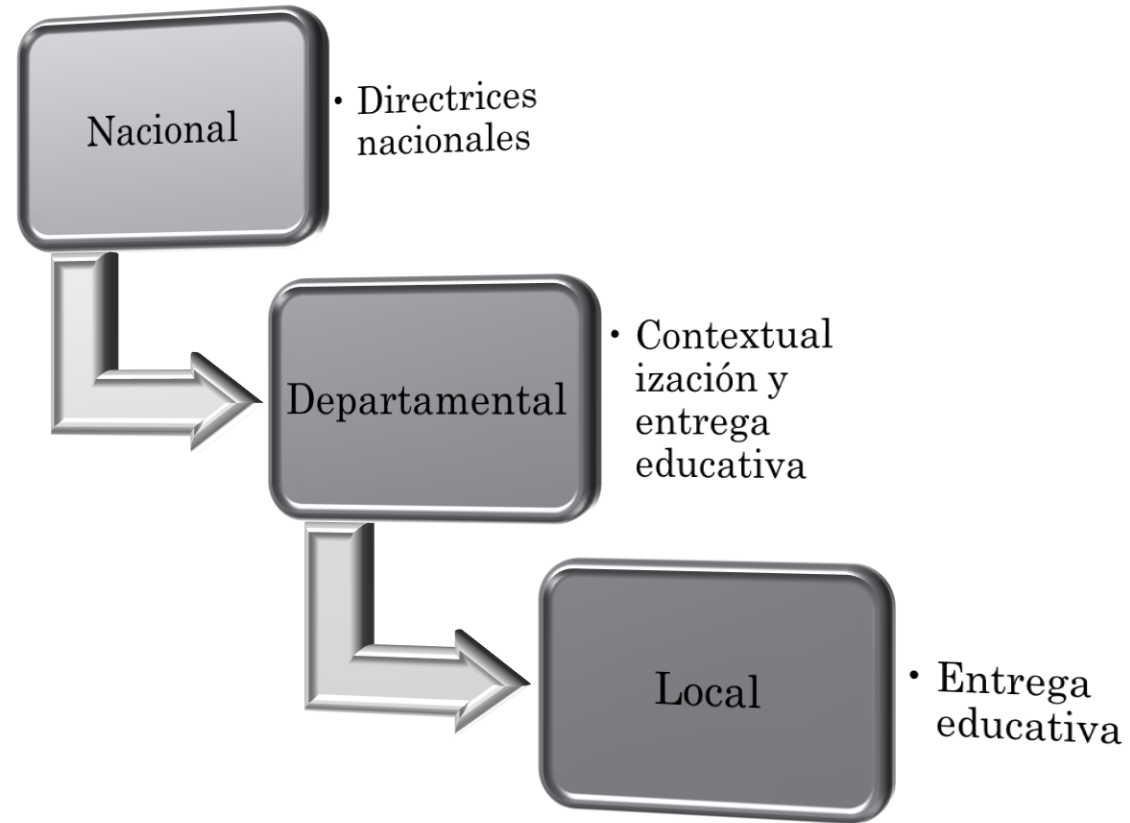 Nacional
• Directrices
nacionales
Departamental
• Contextual
ización y
entrega
educativa
Local
• Entrega
educativa